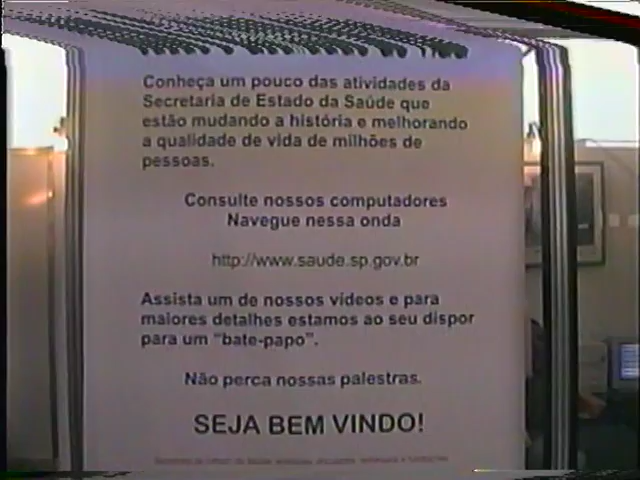 Conheça um pouco das atividades da
Secretaria de Estado da Saúde que
estão mudando a história e melhorando
a qualidade de vida de milhões de
pessoas.
Consulte nossos computadores
Navegue nessa onda
http://www.saude.sp.gov.br
Assista um de nossos vídeos e para
maiores detalhes estamos ao seu dispor
para um "bate-papo".
Não perca nossas palestras.
SEJA BEM VINDO!